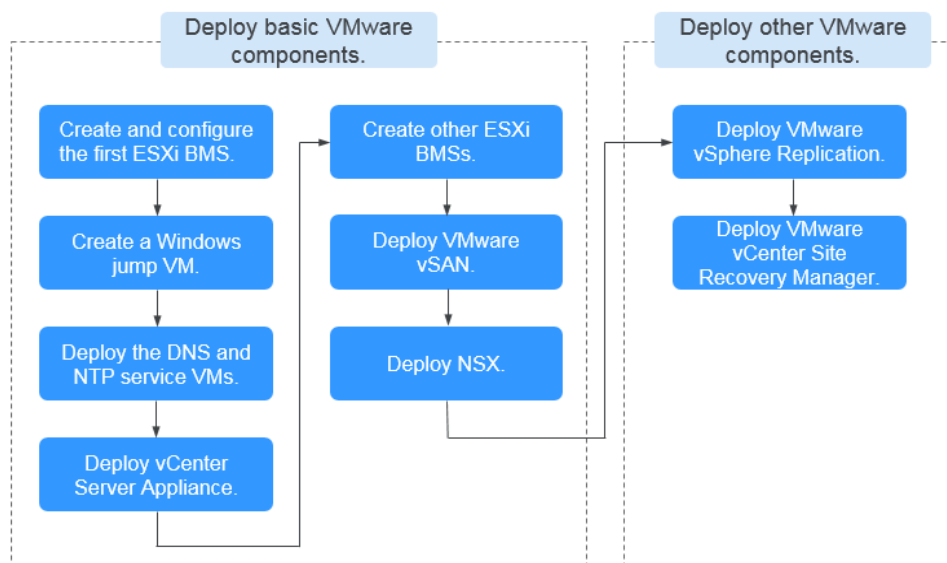 Deploy basic VMware
components.
Create and configure
the first ESXi BMS.
Create a Windows
jump VM.
Deploy the DNS and
NTP service VMs.
Deploy vCenter
Server Appliance.
Create other ESXi
BMSs.
Deploy VMware
vSAN.
Deploy NSX.
Deploy other VMware
components.
Deploy VMware
vSphere Replication.
Deploy VMware
vCenter Site
Recovery Manager.